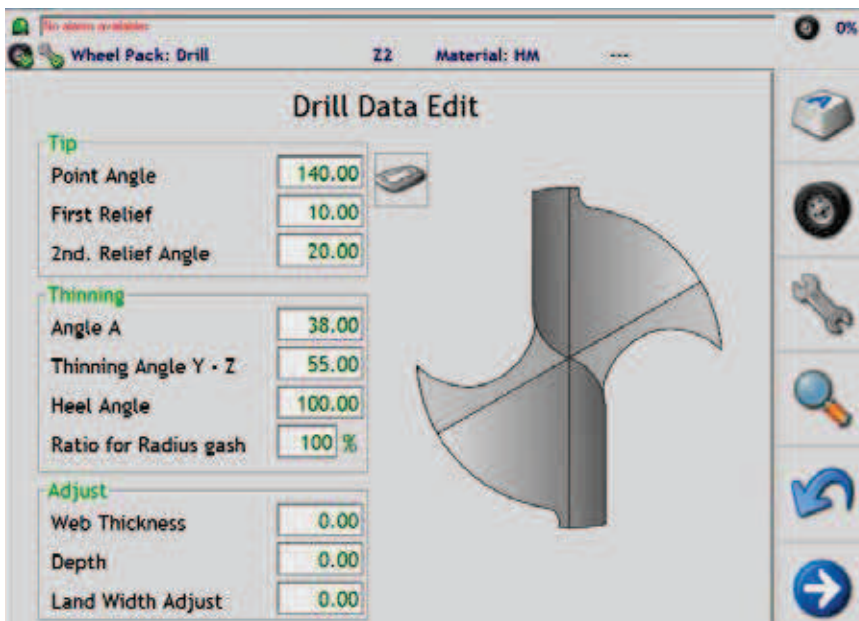 No alarm available
0%
Wheel Pack: Drill Z2 Material: HM ---
Drill Data Edit
Tip
Point Angle 140.00
First Relief 10.00
2nd. Relief Angle 20.00
Thinning
Angle A 38.00
Thinning Angle Y - Z 55.00
Heel Angle 100.00
Ratio for Radius gash 100 %
Adjust
Web Thickness 0.00
Depth 0.00
Land Width Adjust 0.00